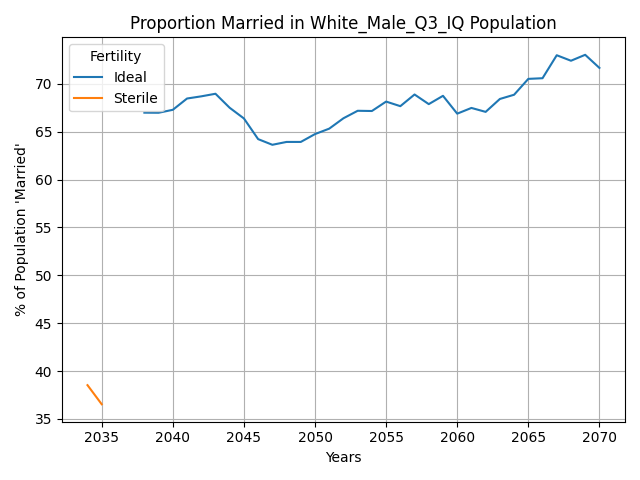 Proportion Married in White_Male_Q3_IQ Population
Fertility
Ideal
Sterile
% of Population 'Married'
70
65
60
55
50
45
40
35
2035 2040 2045 2050 2055 2060 2065 2070
Years